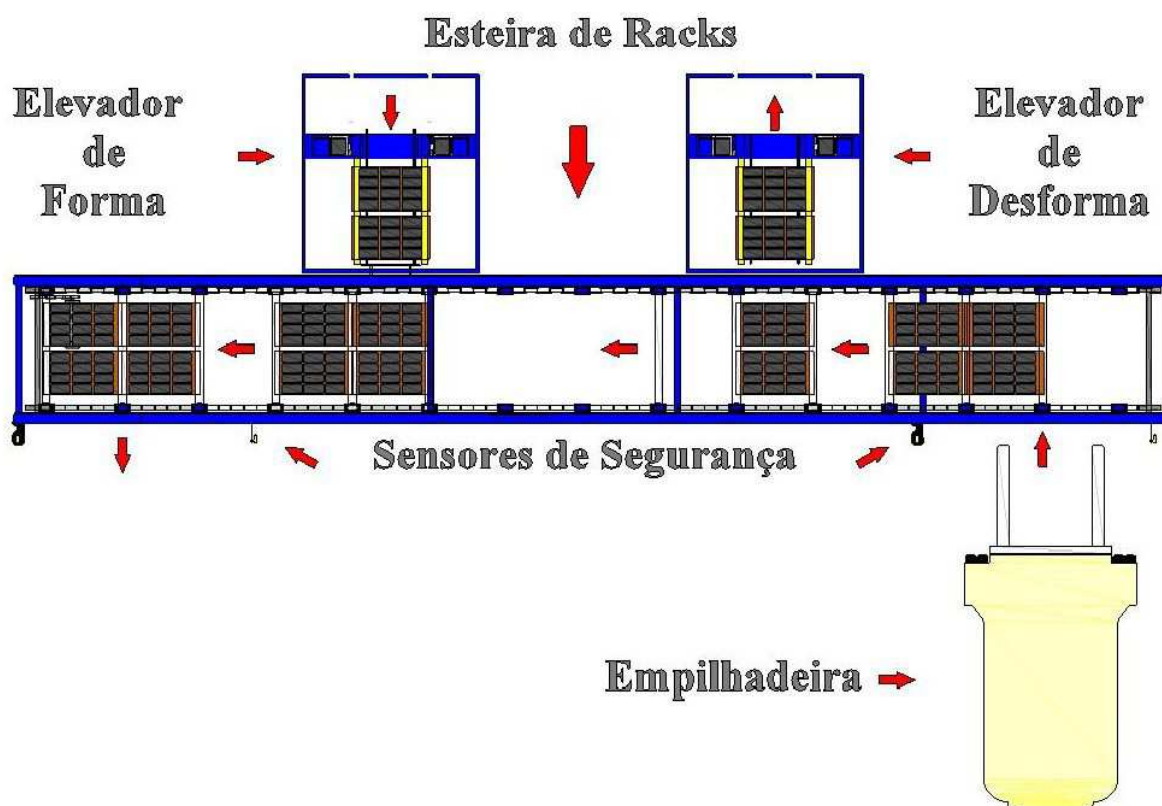 Esteira de Racks
Elevador
de
Forma
Elevador
de
Desforma
Sensores de Segurança
Empilhadeira